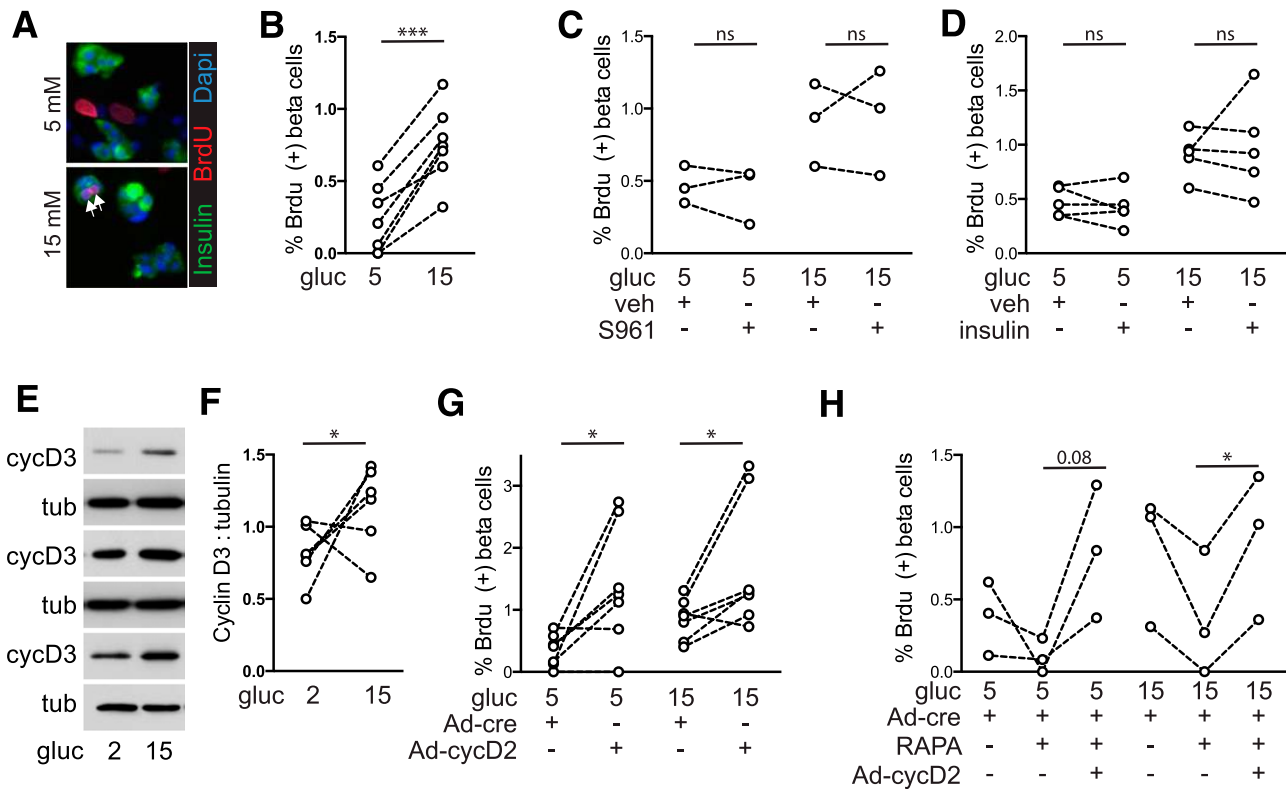 A
5 mM
15 mM
Insulin BrdU Dapi
B
***
% Brdu (+) beta cells
1.5
1.0
0.5
0.0
gluc 5 15
C
ns ns
% Brdu (+) beta cells
1.5
1.0
0.5
0.0
gluc 5 5 15 15
veh + - + -
S961 - + - +
D
ns ns
% Brdu (+) beta cells
2.0
1.5
1.0
0.5
0.0
gluc 5 5 15 15
veh + - + -
insulin - + - +
E
cycD3
tub
cycD3
tub
cycD3
tub
gluc 2 15
F
*
Cyclin D3 : tubulin
1.5
1.0
0.5
0.0
gluc 2 15
G
* *
% Brdu (+) beta cells
3
2
1
0
gluc 5 5 15 15
Ad-cre + - + -
Ad-cycD2 - + - +
H
0.08 *
% Brdu (+) beta cells
1.5
1.0
0.5
0.0
gluc 5 5 5 15 15 15
Ad-cre + + + + + +
RAPA - + + - + +
Ad-cycD2 - - + - - +